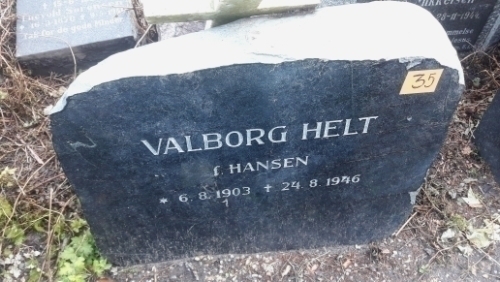 35
VALBORG HELT
f. HANSEN
* 6. 8. 1903 + 24. 8. 1946